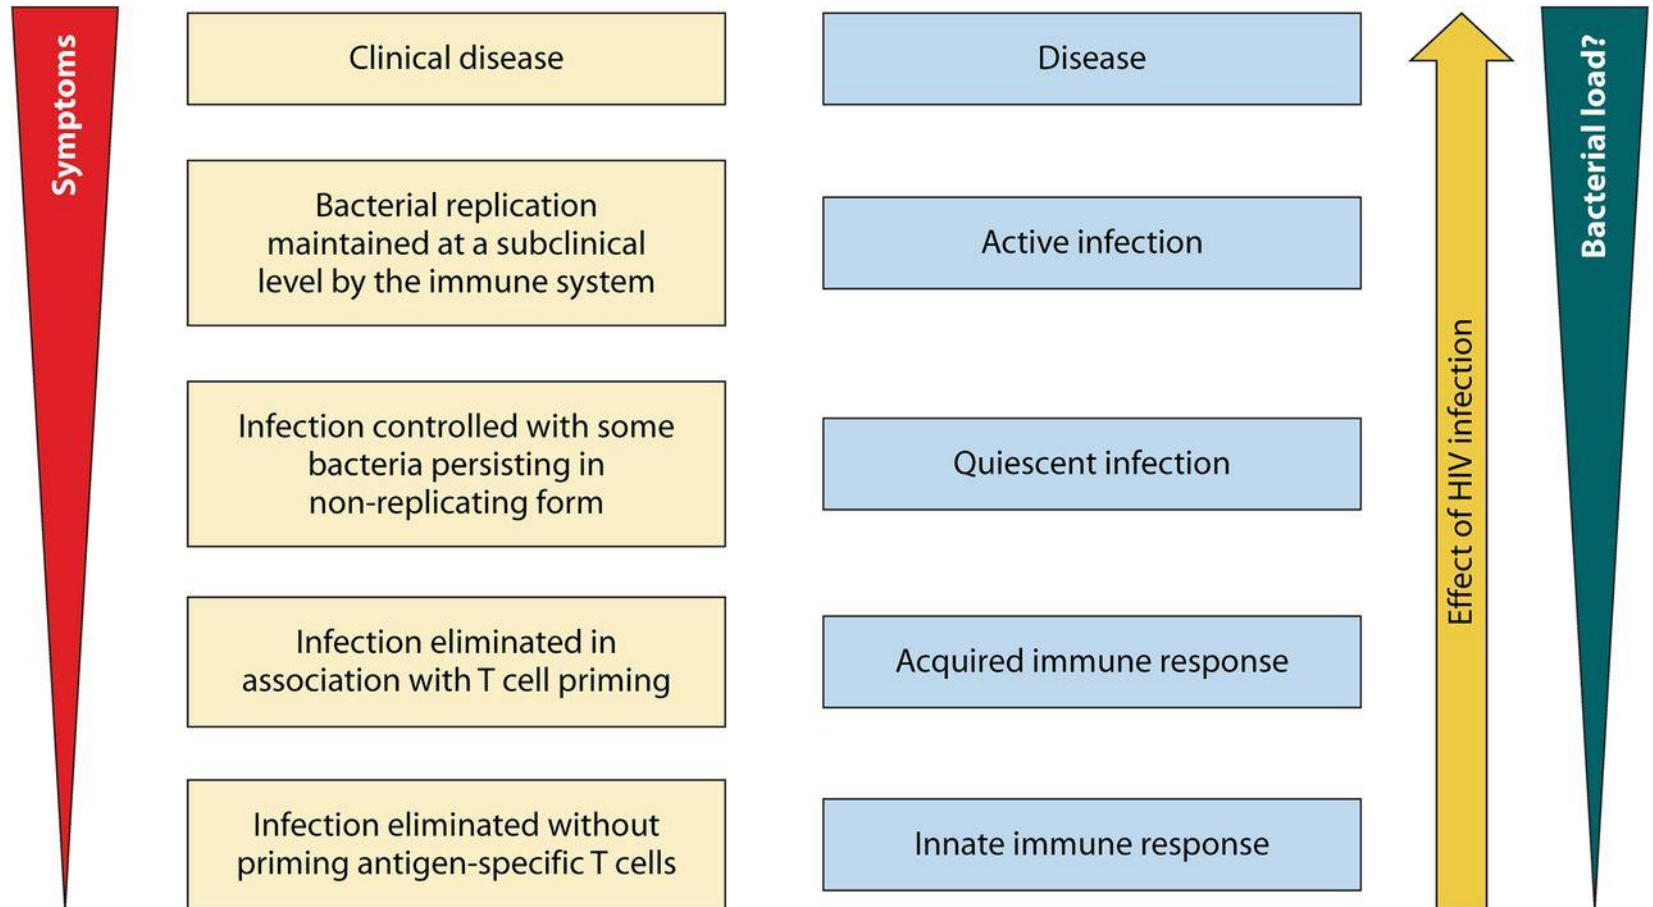 Symptoms
Clinical disease
Disease
Bacterial replication
maintained at a subclinical
level by the immune system
Active infection
Infection controlled with some
bacteria persisting in
non-replicating form
Quiescent infection
Infection eliminated in
association with T cell priming
Acquired immune response
Infection eliminated without
priming antigen-specific T cells
Innate immune response
Effect of HIV infection
Bacterial load?